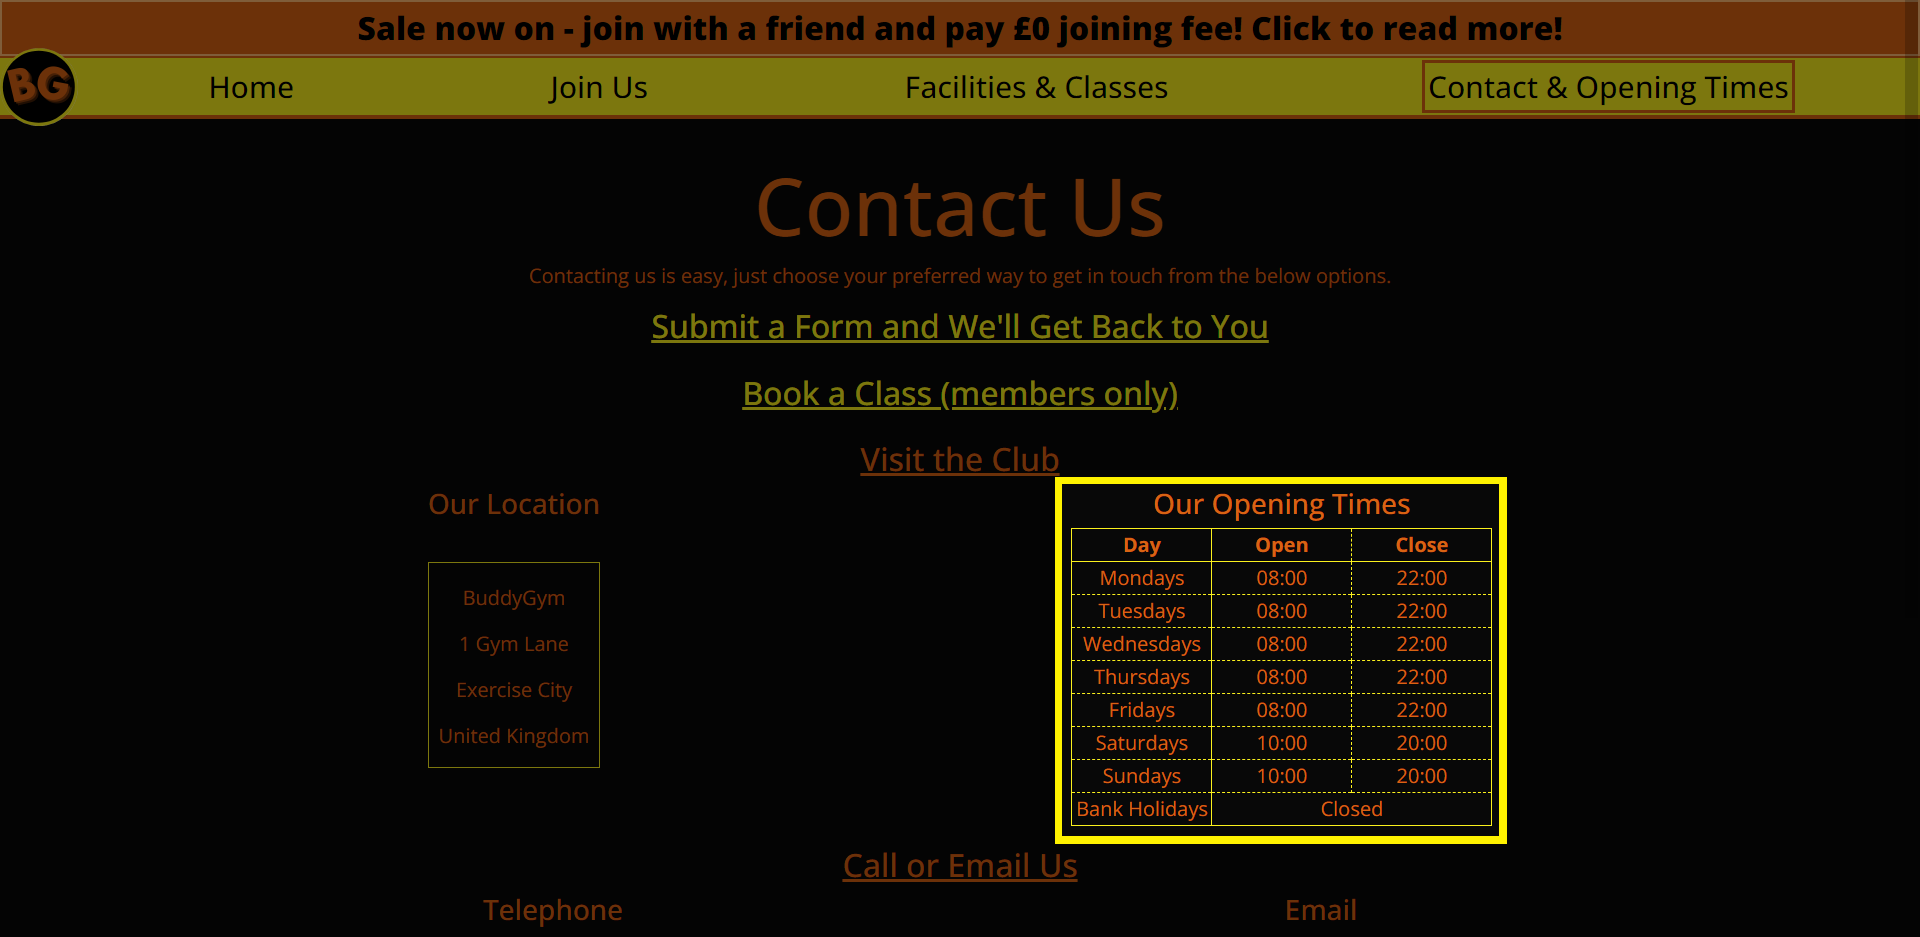 Sale now on - join with a friend and pay £0 joining fee! Click to read more!
BG
Home Join Us Facilities & Classes Contact & Opening Times
Contact Us
Contacting us is easy, just choose your preferred way to get in touch from the below options.
Submit a Form and We'll Get Back to You
Book a Class (members only)
Visit the Club
Our Location
BuddyGym
1 Gym Lane
Exercise City
United Kingdom
Our Opening Times
Day Open Close
Mondays 08:00 22:00
Tuesdays 08:00 22:00
Wednesdays 08:00 22:00
Thursdays 08:00 22:00
Fridays 08:00 22:00
Saturdays 10:00 20:00
Sundays 10:00 20:00
Bank Holidays Closed
Call or Email Us
Telephone Email